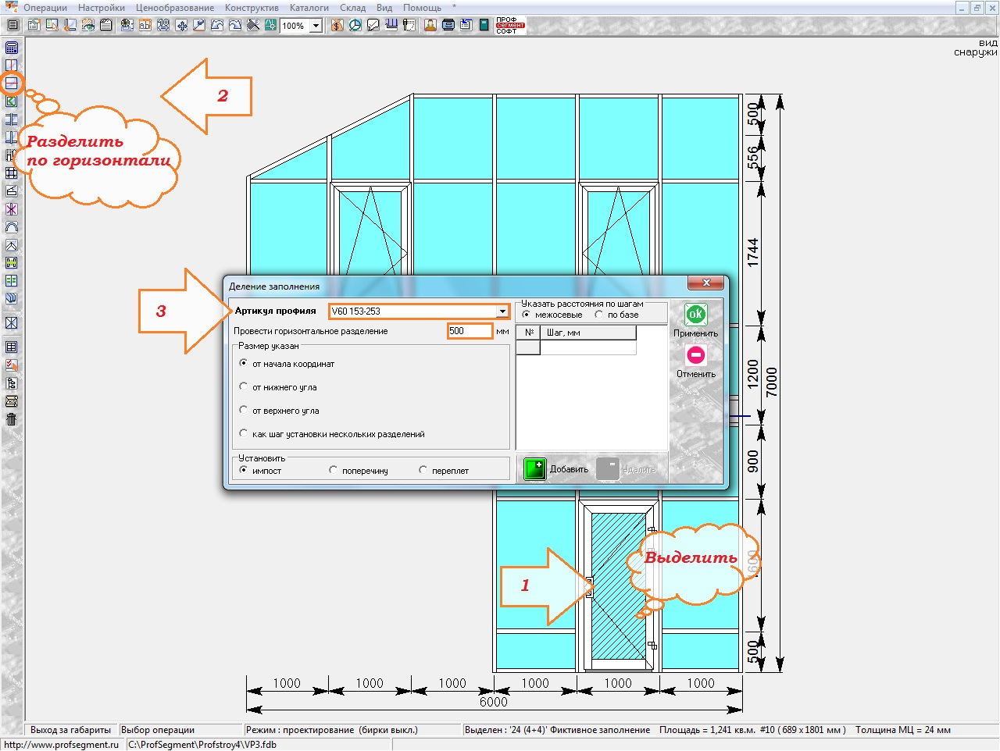 Операции Настройки Ценообразование Конструктив Каталоги Склад Вид Помощь *
100%
ПРОФ
сегмент
СОФТ
вид
снаружи
2
Разделить
по горизонтали
500
556
1744
1200
7000
900
1600
500
Деление заполнения
3
Артикул профиля V60 153-253
Провести горизонтальное разделение 500 мм
Размер указан
от начала координат
от нижнего угла
от верхнего угла
как шаг установки нескольких разделений
Установить
импост поперечину переплет
Указать расстояния по шагам
межосевые по базе
№ Шаг, мм
Добавить Удалить
ok
Применить
Отменить
Выделить
1
1000 1000 1000 1000 1000 1000
6000
Выход за габариты Выбор операции Режим : проектирование (бирки выкл.) Выделен : '24 (4+4)' Фиктивное заполнение Площадь = 1,241 кв.м. #10 ( 689 x 1801 мм ) Толщина МЦ = 24 мм
http://www.profsegment.ru C:\ProfSegment\Profstroy4\VP3.fdb